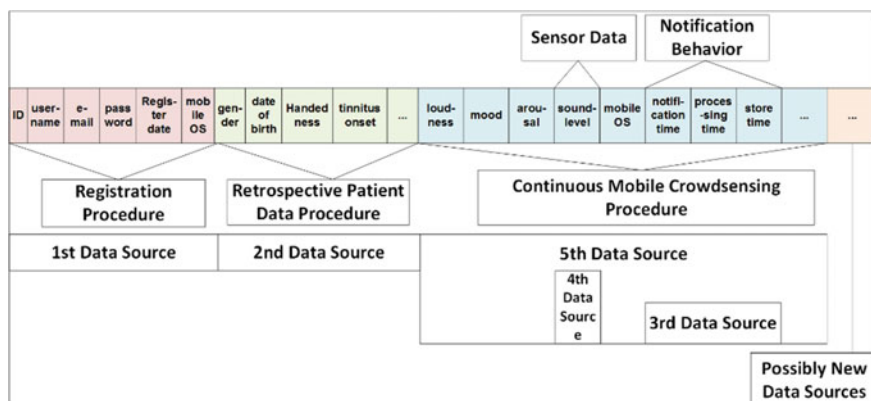 Sensor Data
Notification
Behavior
ID
user-
name
e-
mail
pass
word
Regis-
ter
date
mob
ile
OS
gen-
der
date
of
birth
Handed
ness
tinnitus
onset
...
loud-
ness
mood
arou-
sal
sound-
level
mobile
OS
notifi-
cation
time
proces
-sing
time
store
time
...
...
Registration
Procedure
Retrospective Patient
Data Procedure
Continuous Mobile Crowdsensing
Procedure
1st Data Source
2nd Data Source
5th Data Source
4th
Data
Sourc
e
3rd Data Source
Possibly New
Data Sources